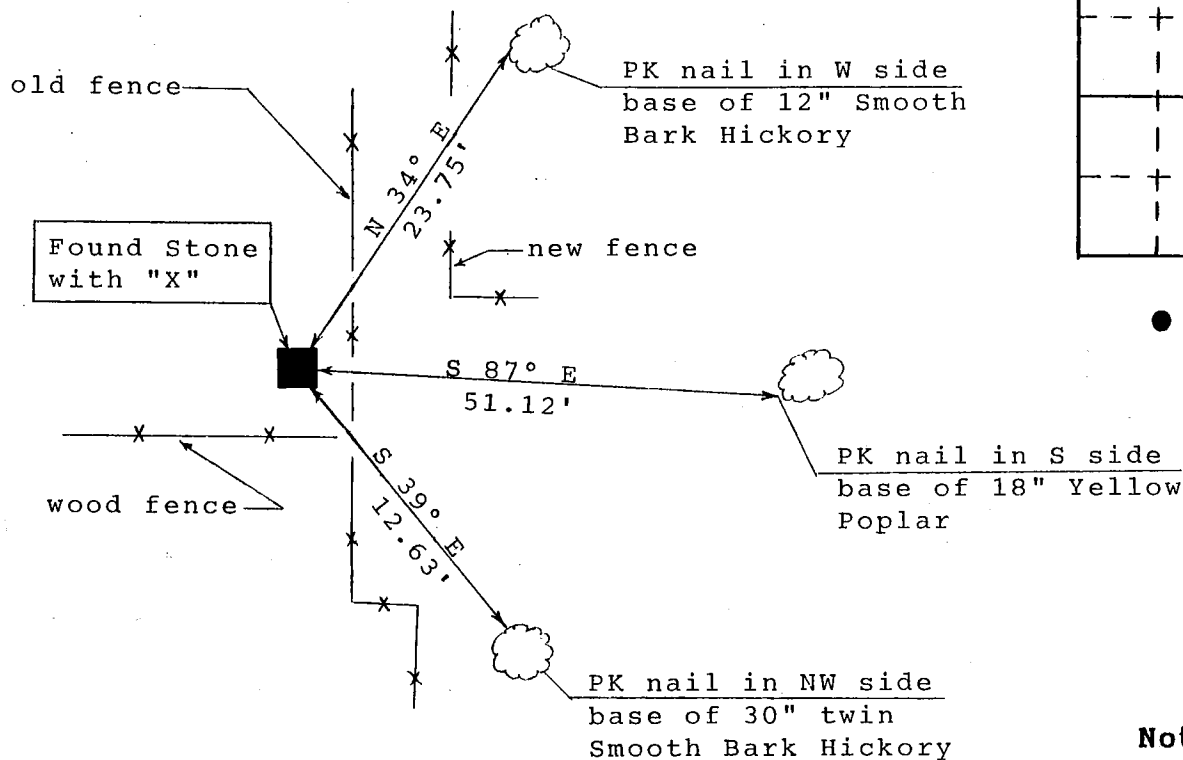 old fence
PK nail in W side
base of 12" Smooth
Bark Hickory
N 34° E
23.75'
Found Stone
with "X"
new fence
S 87° E
51.12'
PK nail in S side
base of 18" Yellow
Poplar
wood fence
S 39° E
12.63'
PK nail in NW side
base of 30" twin
Smooth Bark Hickory
Not